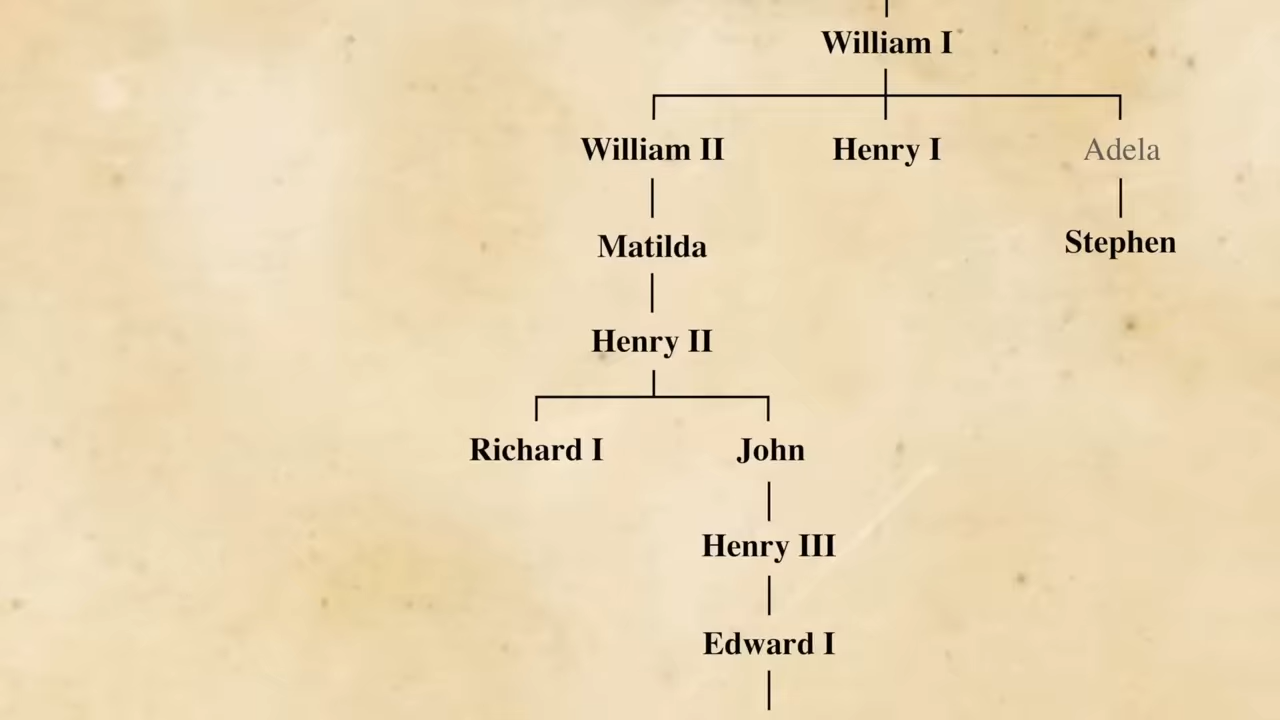 William I
William II
Henry I
Adela
Matilda
Stephen
Henry II
Richard I
John
Henry III
Edward I